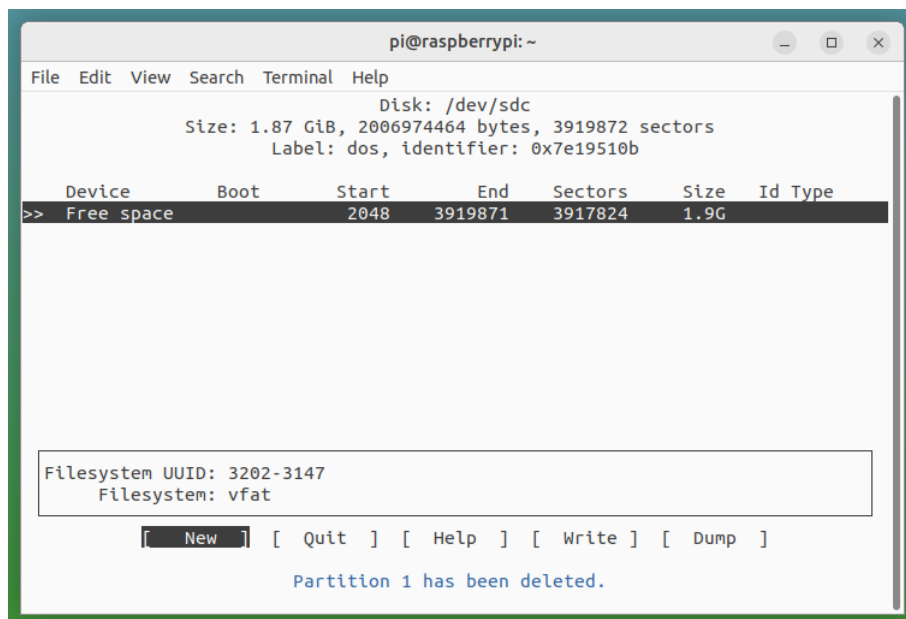 pi@raspberrypi: ~
File Edit View Search Terminal Help
Disk: /dev/sdc
Size: 1.87 GiB, 2006974464 bytes, 3919872 sectors
Label: dos, identifier: 0x7e19510b
Device Boot Start End Sectors Size Id Type
>> Free space 2048 3919871 3917824 1.9G
Filesystem UUID: 3202-3147
Filesystem: vfat
[ New ] [ Quit ] [ Help ] [ Write ] [ Dump ]
Partition 1 has been deleted.